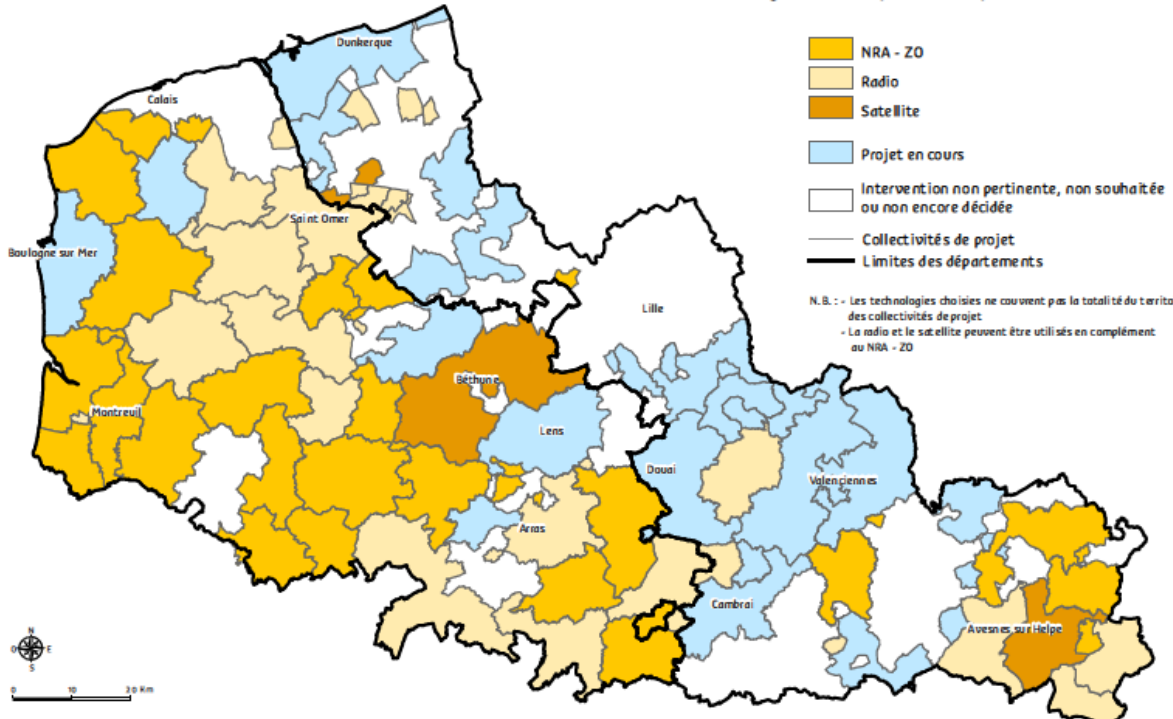 Dunkerque
Calais
Saint Omer
Boulogne sur Mer
Lille
Béthune
Montreuil
Lens
Douai
Valenciennes
Arras
Cambrai
Avesnes sur Helpe
NRA - ZO
Radio
Satellite
Projet en cours
Intervention non pertinente, non souhaitée
ou non encore décidée
Collectivités de projet
Limites des départements
N.B. : - Les technologies choisies ne couvrent pas la totalité du territo
des collectivités de projet
- La radio et le satellite peuvent être utilisés en complément
au NRA - ZO
N
O E
S
0 10 20 Km